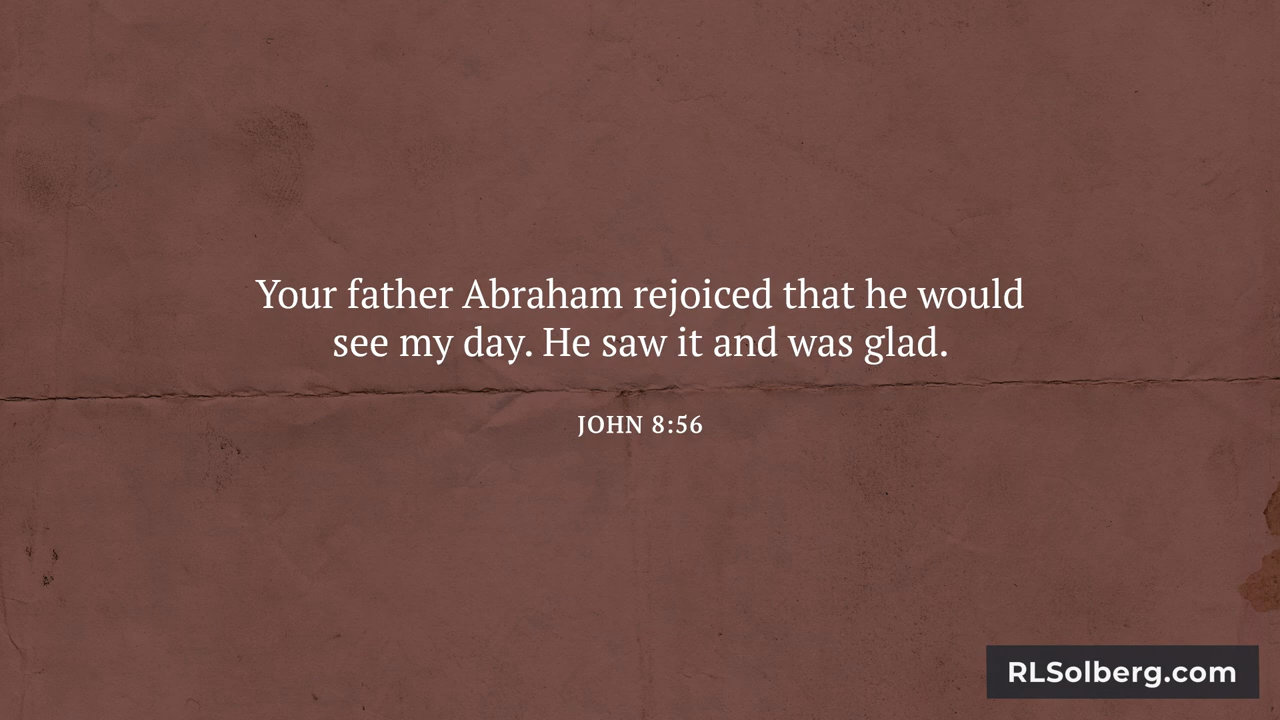 Your father Abraham rejoiced that he would
see my day. He saw it and was glad.
JOHN 8:56
RLSolberg.com